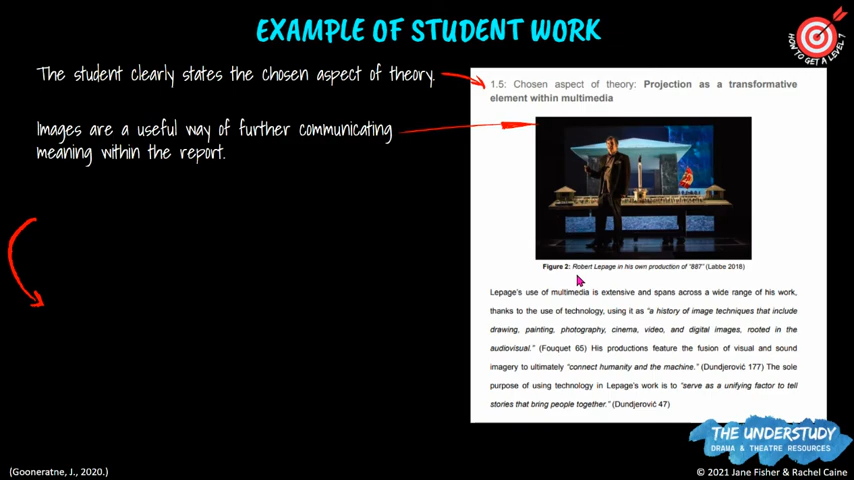 EXAMPLE OF STUDENT WORK
HOW TO GET A LEVEL 7
The student clearly states the chosen aspect of theory.
Images are a useful way of further communicating
meaning within the report.
1.5: Chosen aspect of theory: Projection as a transformative
element within multimedia
Figure 2: Robert Lepage in his own production of "887" (Labbe 2018)
Lepage's use of multimedia is extensive and spans across a wide range of his work,
thanks to the use of technology, using it as "a history of image techniques that include
drawing, painting, photography, cinema, video, and digital images, rooted in the
audiovisual." (Fouquet 65) His productions feature the fusion of visual and sound
imagery to ultimately "connect humanity and the machine." (Dundjerović 177) The sole
purpose of using technology in Lepage's work is to "serve as a unifying factor to tell
stories that bring people together." (Dundjerović 47)
THE UNDERSTUDY
DRAMA & THEATRE RESOURCES
(Gooneratne, J., 2020.)
© 2021 Jane Fisher & Rachel Caine